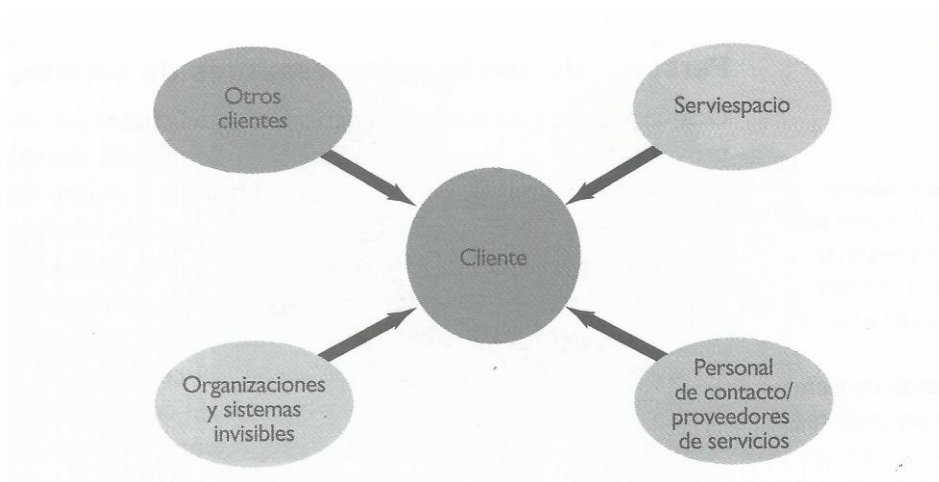 Otros
clientes
Serviespacio
Cliente
Organizaciones
y sistemas
invisibles
Personal
de contacto/
proveedores
de servicios